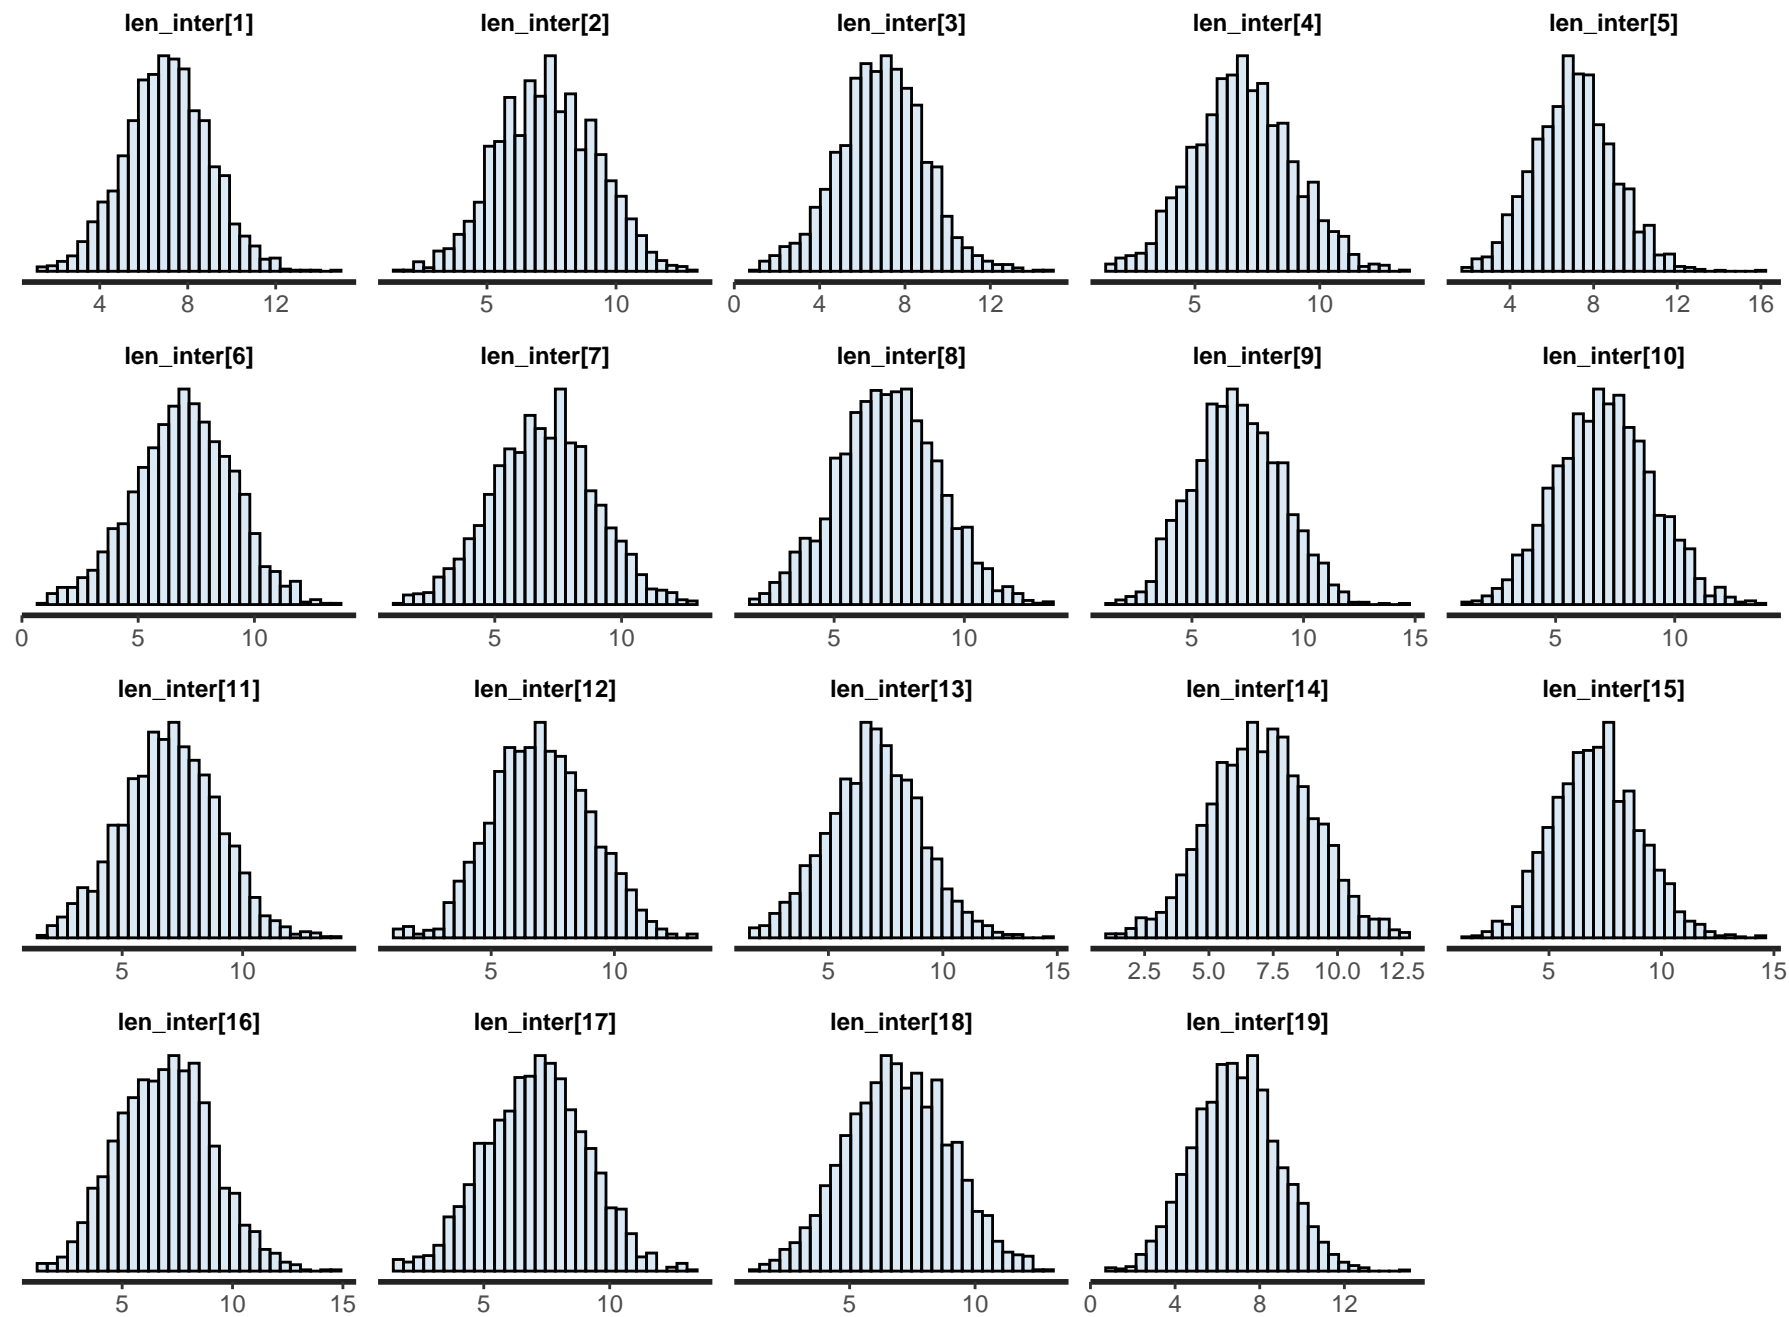 len_inter[1] len_inter[2] len_inter[3] len_inter[4] len_inter[5]
4 8 12 5 10 0 4 8 12 5 10 4 8 12 16
len_inter[6] len_inter[7] len_inter[8] len_inter[9] len_inter[10]
0 5 10 5 10 5 10 5 10 15 5 10
len_inter[11] len_inter[12] len_inter[13] len_inter[14] len_inter[15]
5 10 5 10 5 10 15 2.5 5.0 7.5 10.0 12.5 5 10 15
len_inter[16] len_inter[17] len_inter[18] len_inter[19]
5 10 15 5 10 5 10 0 4 8 12